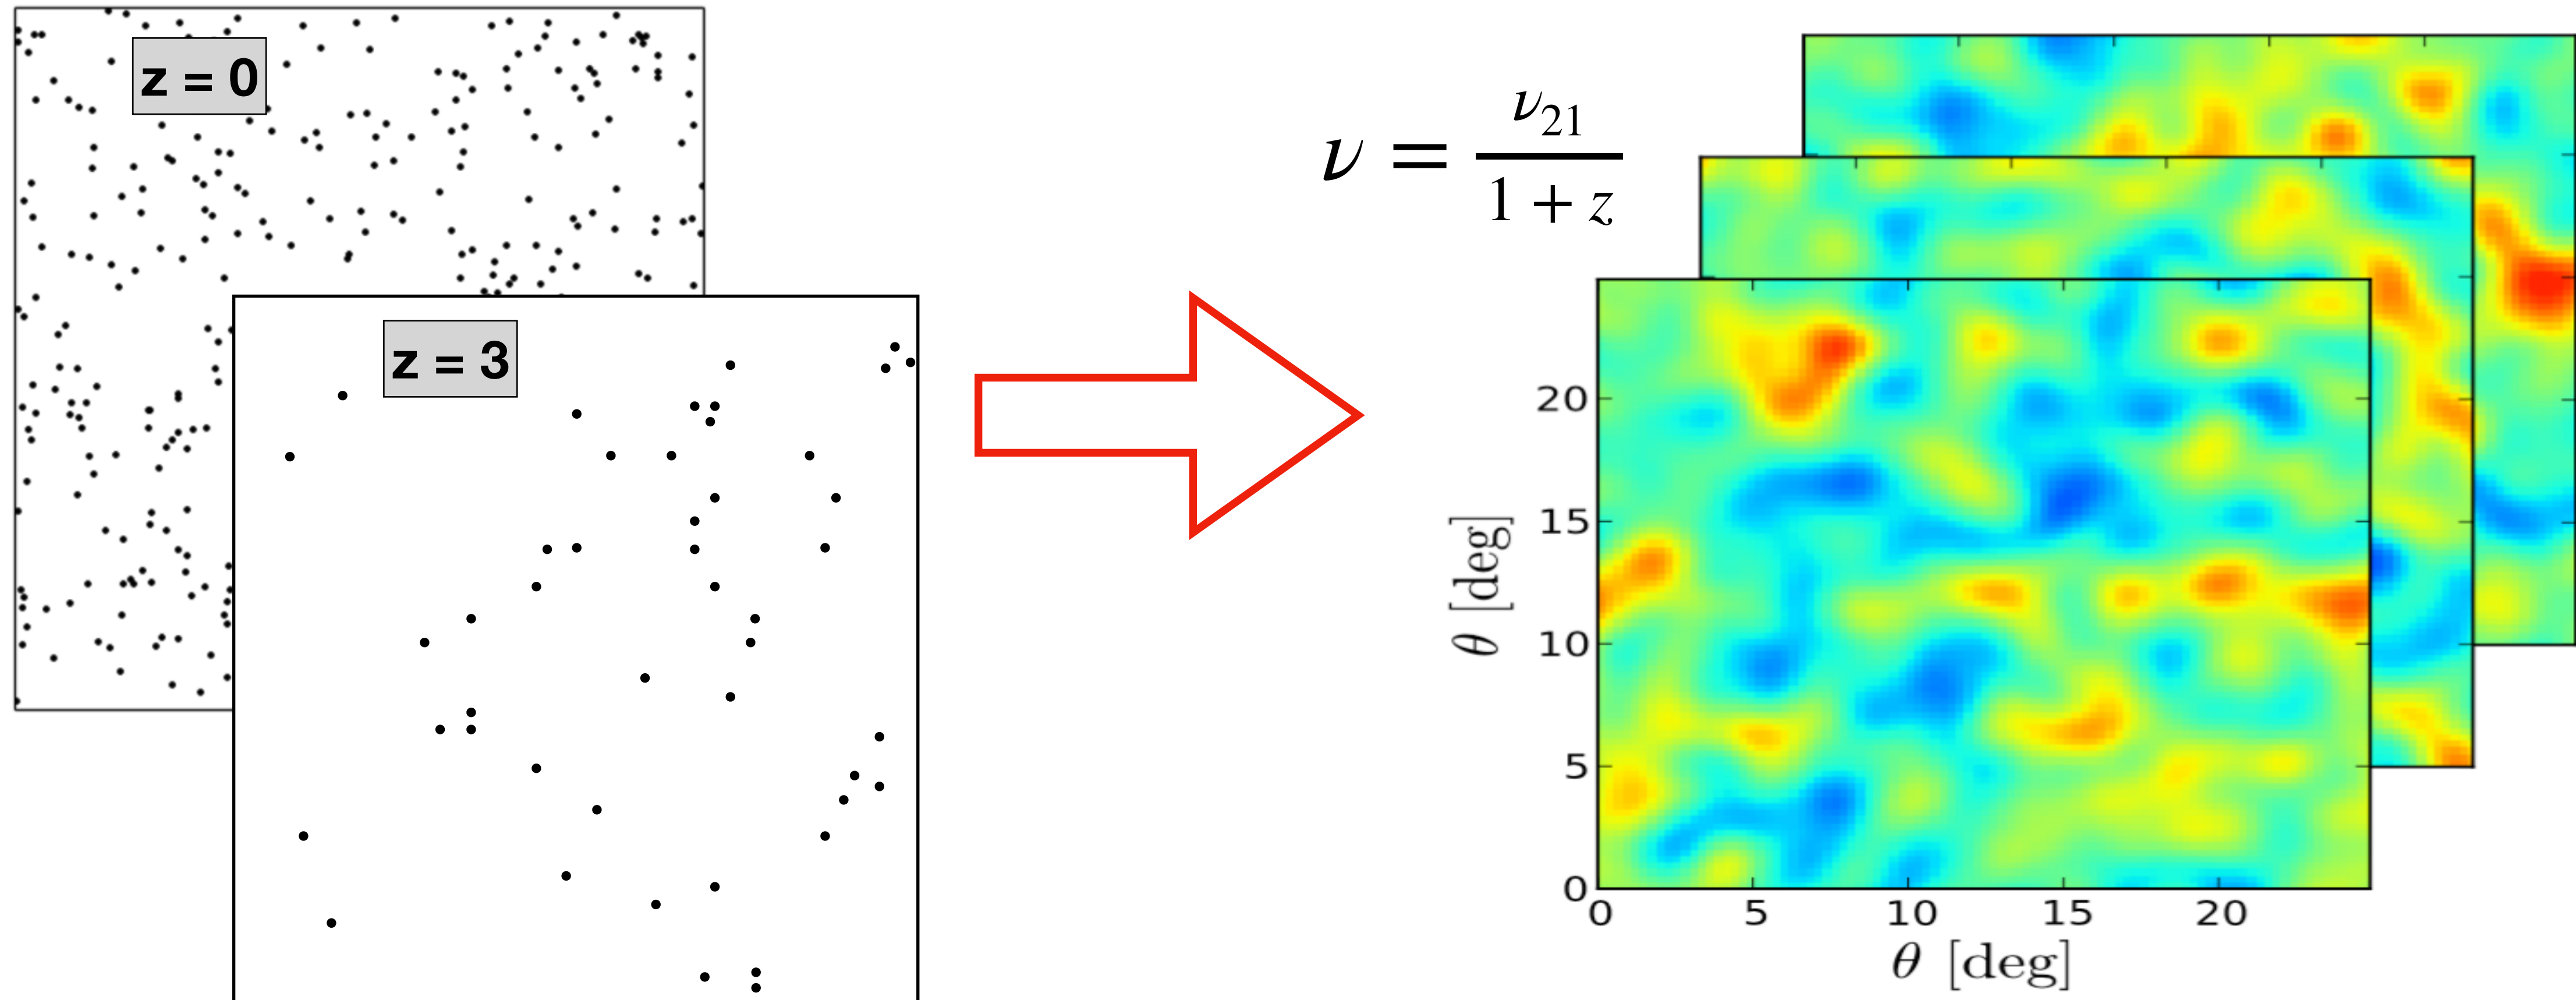 z = 0
z = 3
ν = ν₂₁ / (1 + z)
θ [deg]
20
15
10
5
0
0 5 10 15 20
θ [deg]